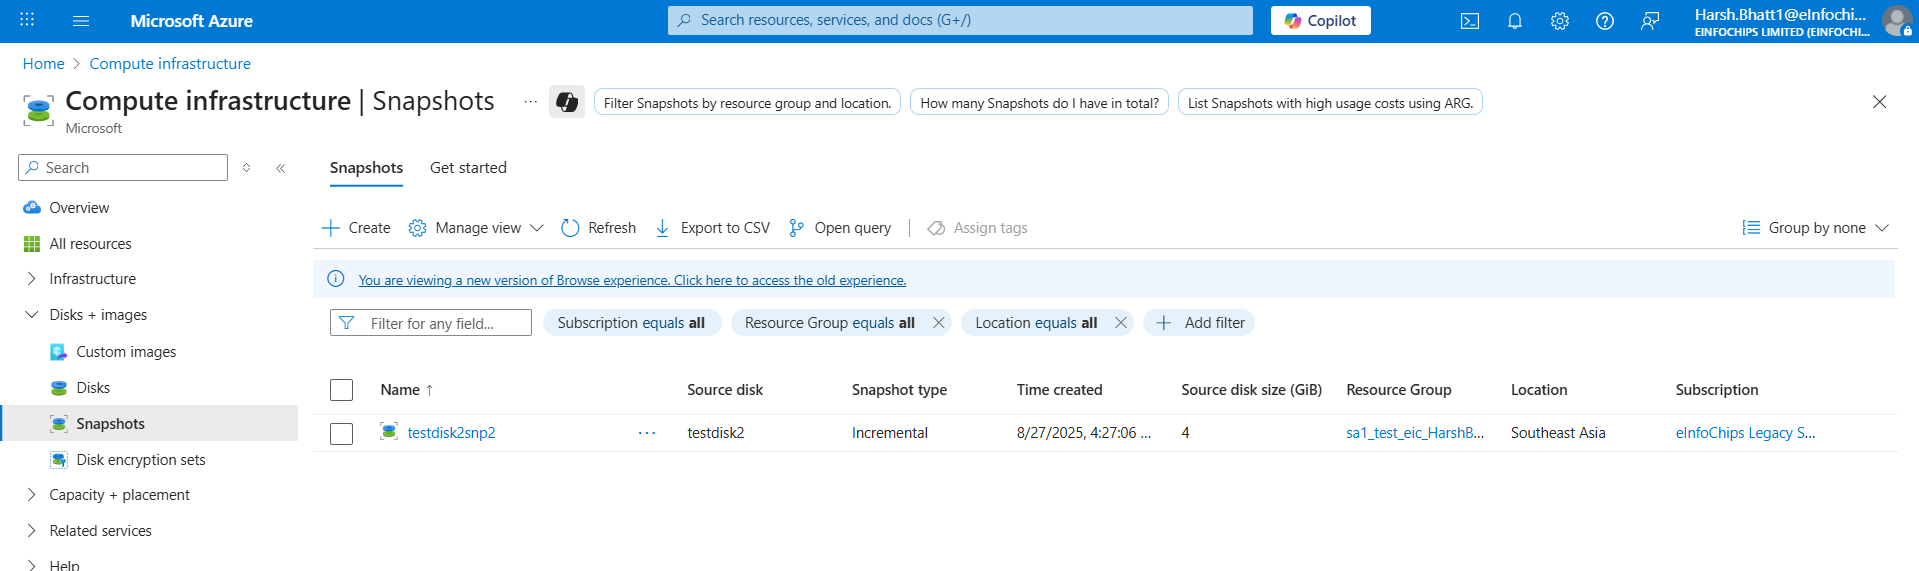 Microsoft Azure
Search resources, services, and docs (G+/)
Copilot
Harsh.Bhatt1@eInfochi...
EINFOCHIPS LIMITED (EINFOCHI...
Home > Compute infrastructure
Compute infrastructure | Snapshots ...
Filter Snapshots by resource group and location. How many Snapshots do I have in total? List Snapshots with high usage costs using ARG.
Microsoft
Search
Overview
All resources
Infrastructure
Disks + images
Custom images
Disks
Snapshots
Disk encryption sets
Capacity + placement
Related services
Help
Snapshots Get started
Create Manage view Refresh Export to CSV Open query | Assign tags Group by none
You are viewing a new version of Browse experience. Click here to access the old experience.
Filter for any field... Subscription equals all Resource Group equals all Location equals all Add filter
Name ↑ Source disk Snapshot type Time created Source disk size (GiB) Resource Group Location Subscription
testdisk2snp2 ... testdisk2 Incremental 8/27/2025, 4:27:06 ... 4 sa1_test_eic_HarshB... Southeast Asia eInfoChips Legacy S...